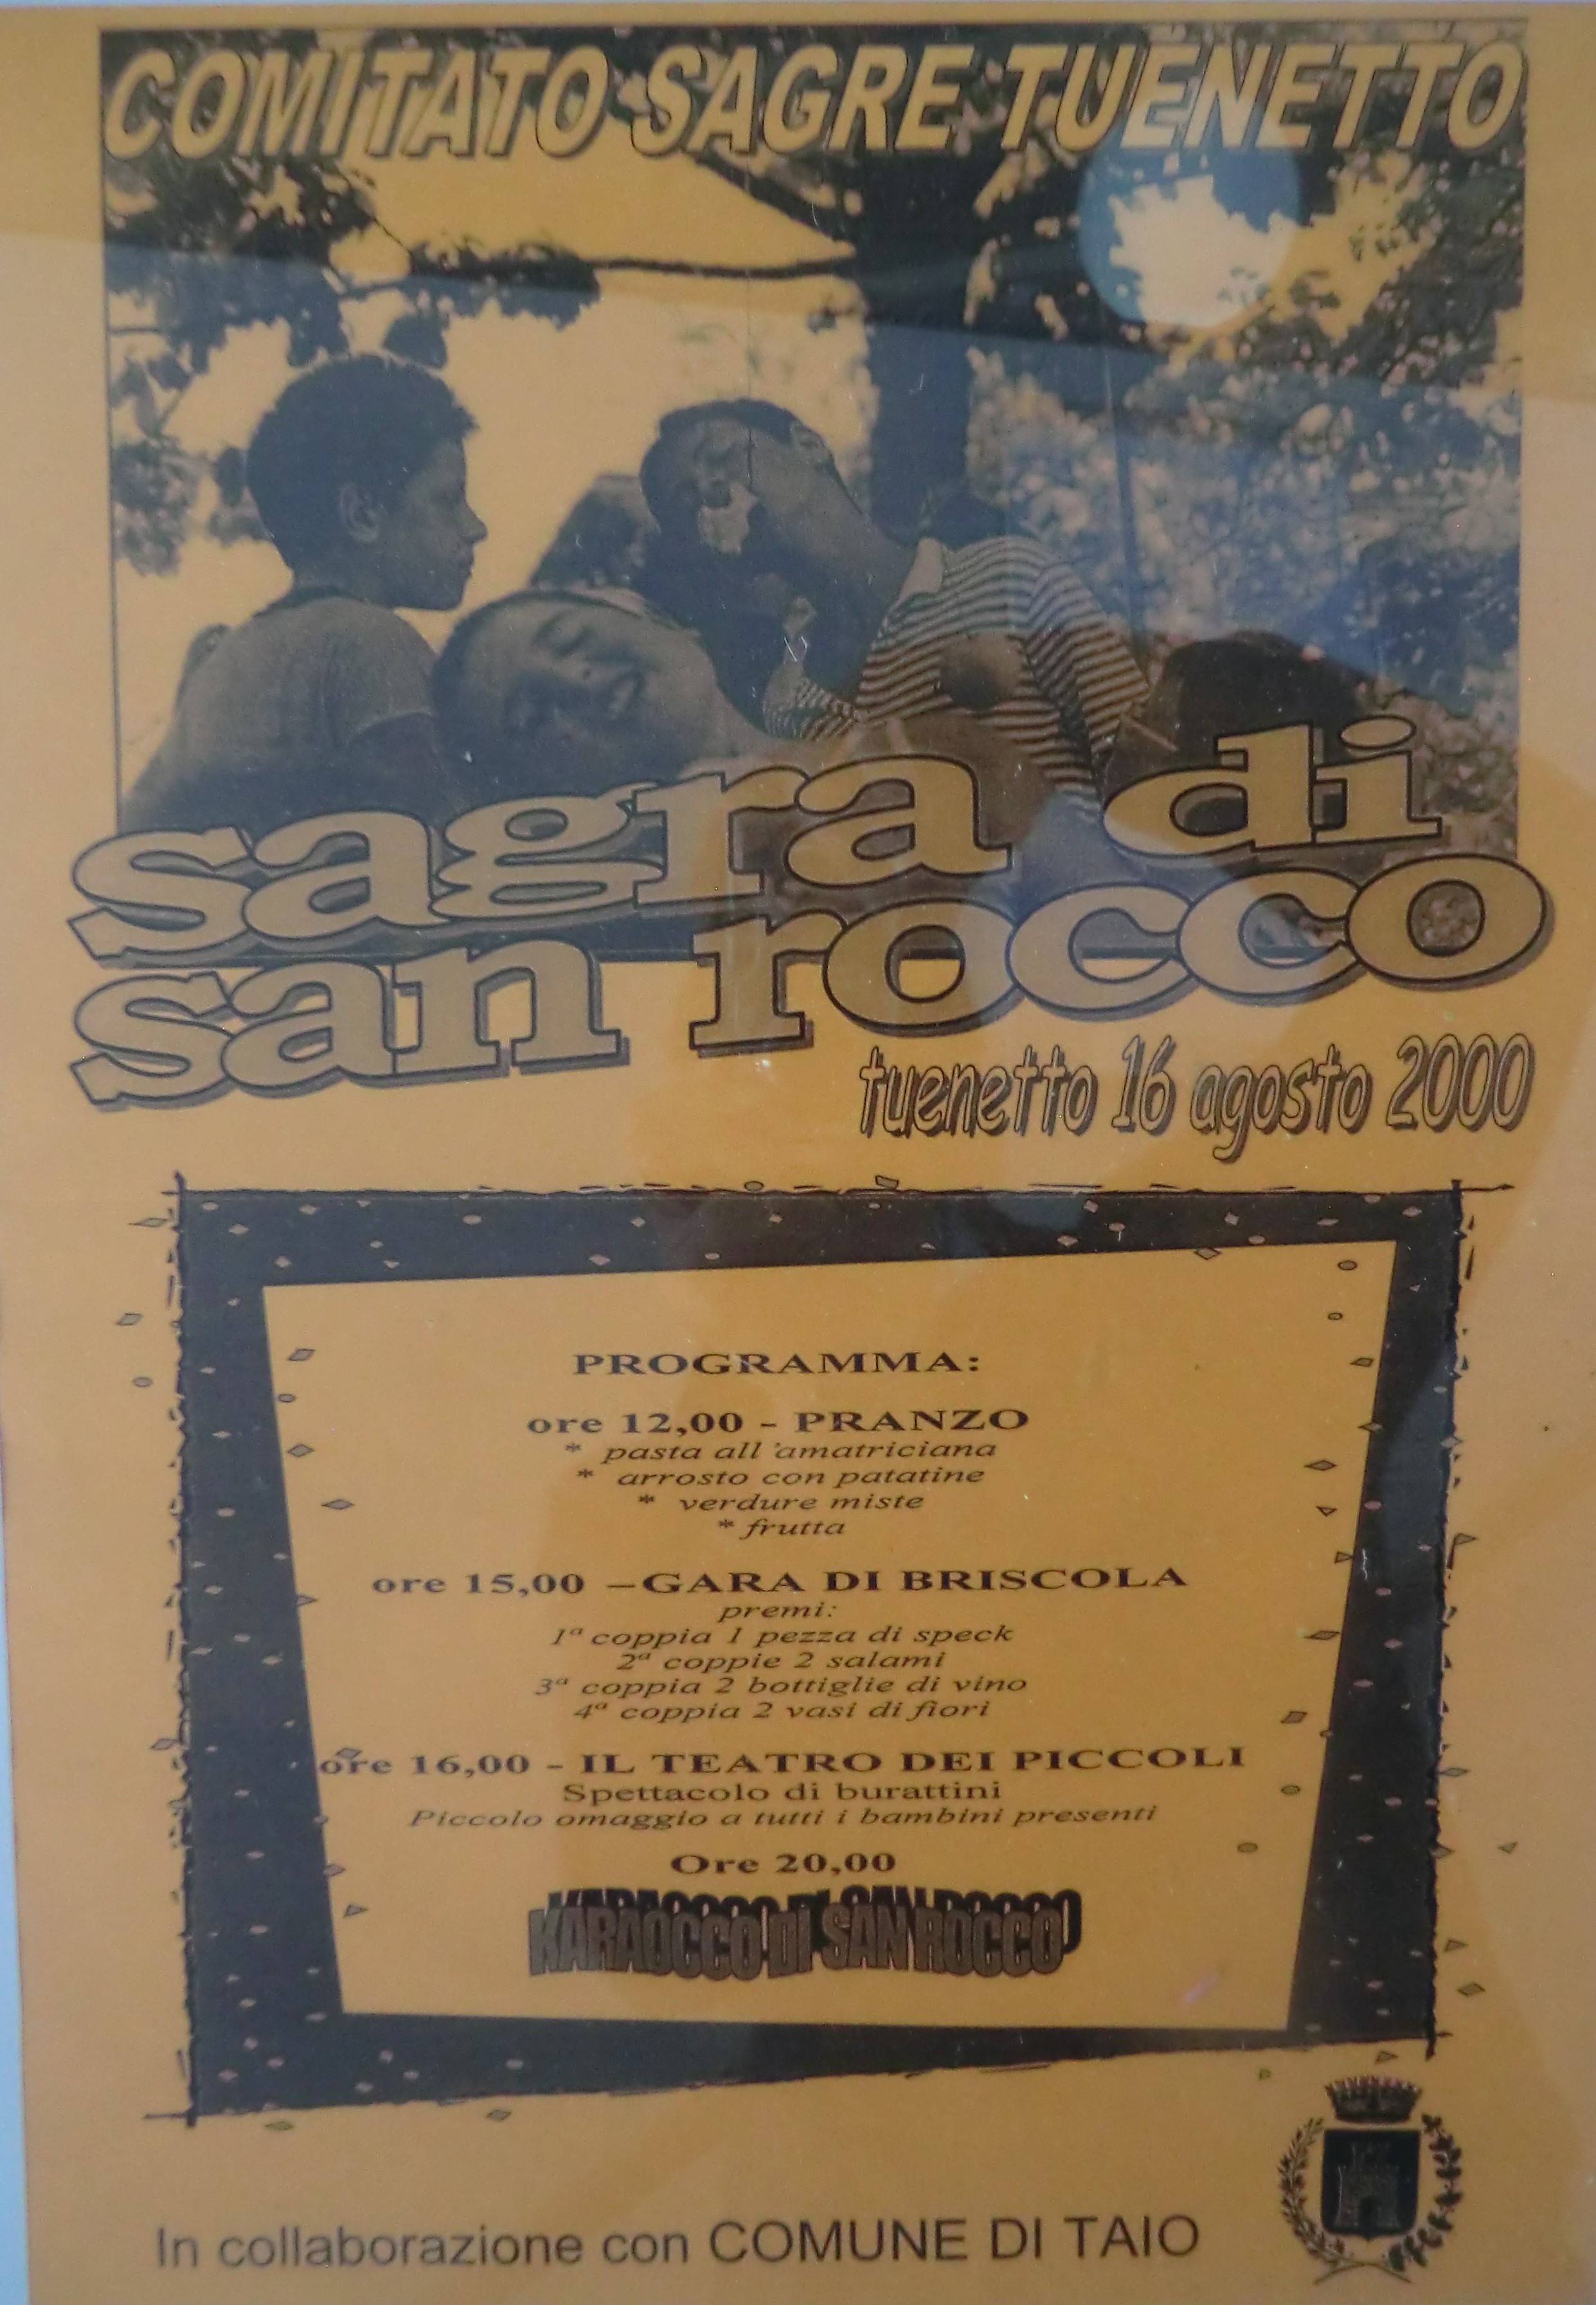 COMITATO SAGRE TUENETTO
sagra di
san rocco
tuenetto 16 agosto 2000
PROGRAMMA:
ore 12,00 - PRANZO
* pasta all'amatriciana
* arrosto con patatine
* verdure miste
* frutta
ore 15,00 –GARA DI BRISCOLA
premi:
1ª coppia 1 pezza di speck
2ª coppie 2 salami
3ª coppia 2 bottiglie di vino
4ª coppia 2 vasi di fiori
ore 16,00 - IL TEATRO DEI PICCOLI
Spettacolo di burattini
Piccolo omaggio a tutti i bambini presenti
Ore 20,00
KARAOCCO DI SAN ROCCO
In collaborazione con COMUNE DI TAIO